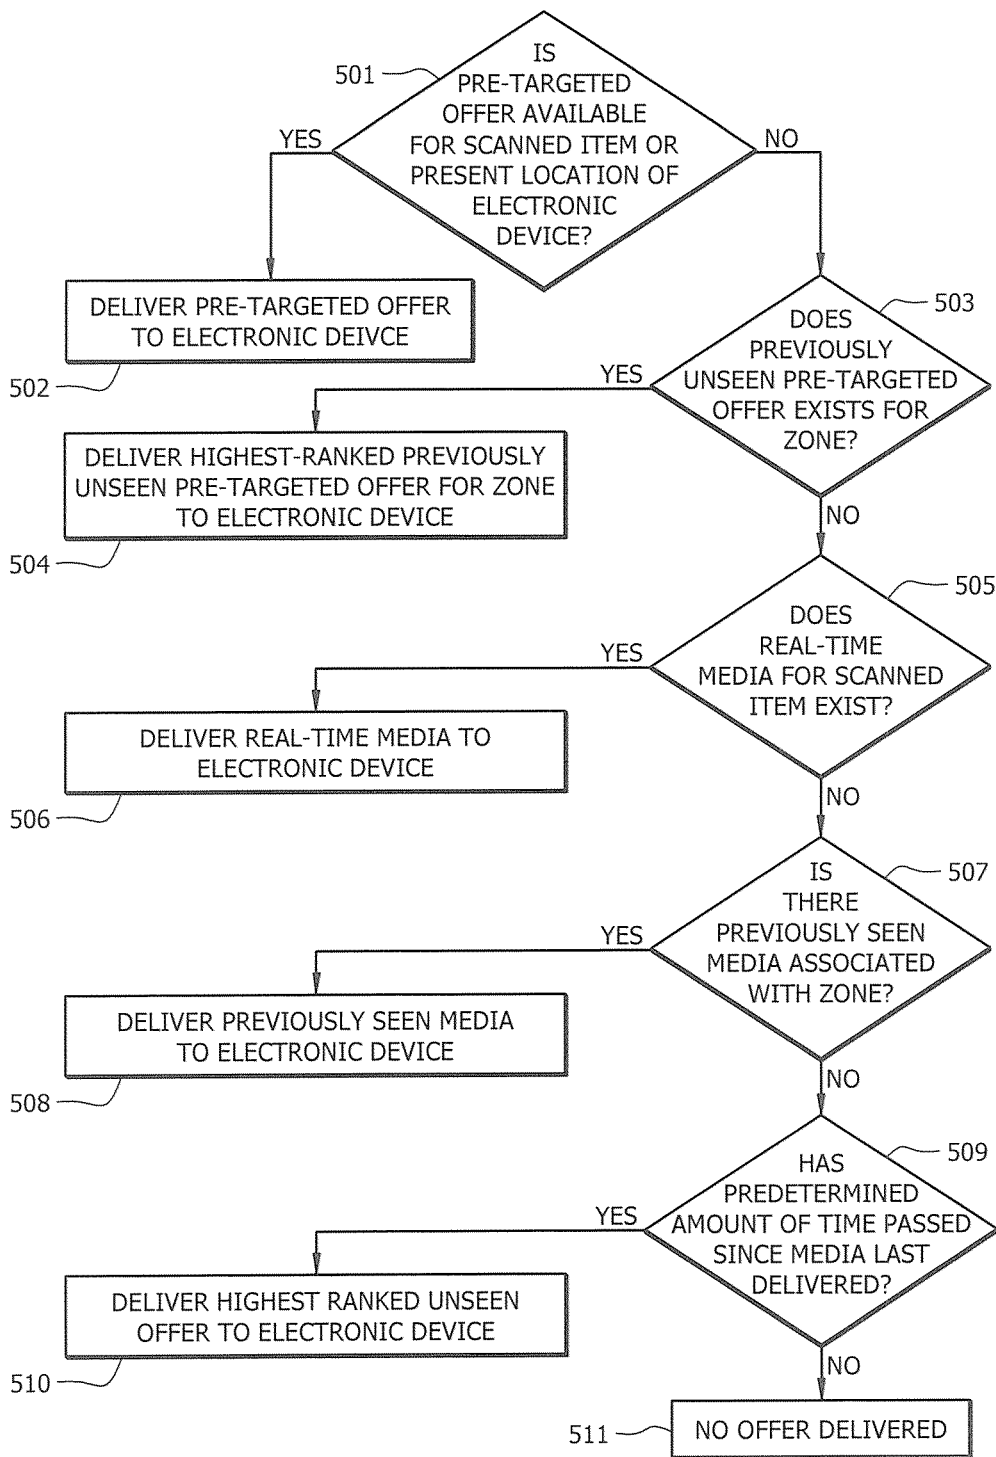 IS
PRE-TARGETED
OFFER AVAILABLE
FOR SCANNED ITEM OR
PRESENT LOCATION OF
ELECTRONIC
DEVICE?
501
YES
NO
DELIVER PRE-TARGETED OFFER
TO ELECTRONIC DEIVCE
502
503
DOES
PREVIOUSLY
UNSEEN PRE-TARGETED
OFFER EXISTS FOR
ZONE?
YES
NO
DELIVER HIGHEST-RANKED PREVIOUSLY
UNSEEN PRE-TARGETED OFFER FOR ZONE
TO ELECTRONIC DEVICE
504
505
DOES
REAL-TIME
MEDIA FOR SCANNED
ITEM EXIST?
YES
NO
DELIVER REAL-TIME MEDIA TO
ELECTRONIC DEVICE
506
507
IS
THERE
PREVIOUSLY SEEN
MEDIA ASSOCIATED
WITH ZONE?
YES
NO
DELIVER PREVIOUSLY SEEN MEDIA
TO ELECTRONIC DEVICE
508
509
HAS
PREDETERMINED
AMOUNT OF TIME PASSED
SINCE MEDIA LAST
DELIVERED?
YES
NO
DELIVER HIGHEST RANKED UNSEEN
OFFER TO ELECTRONIC DEVICE
510
511
NO OFFER DELIVERED